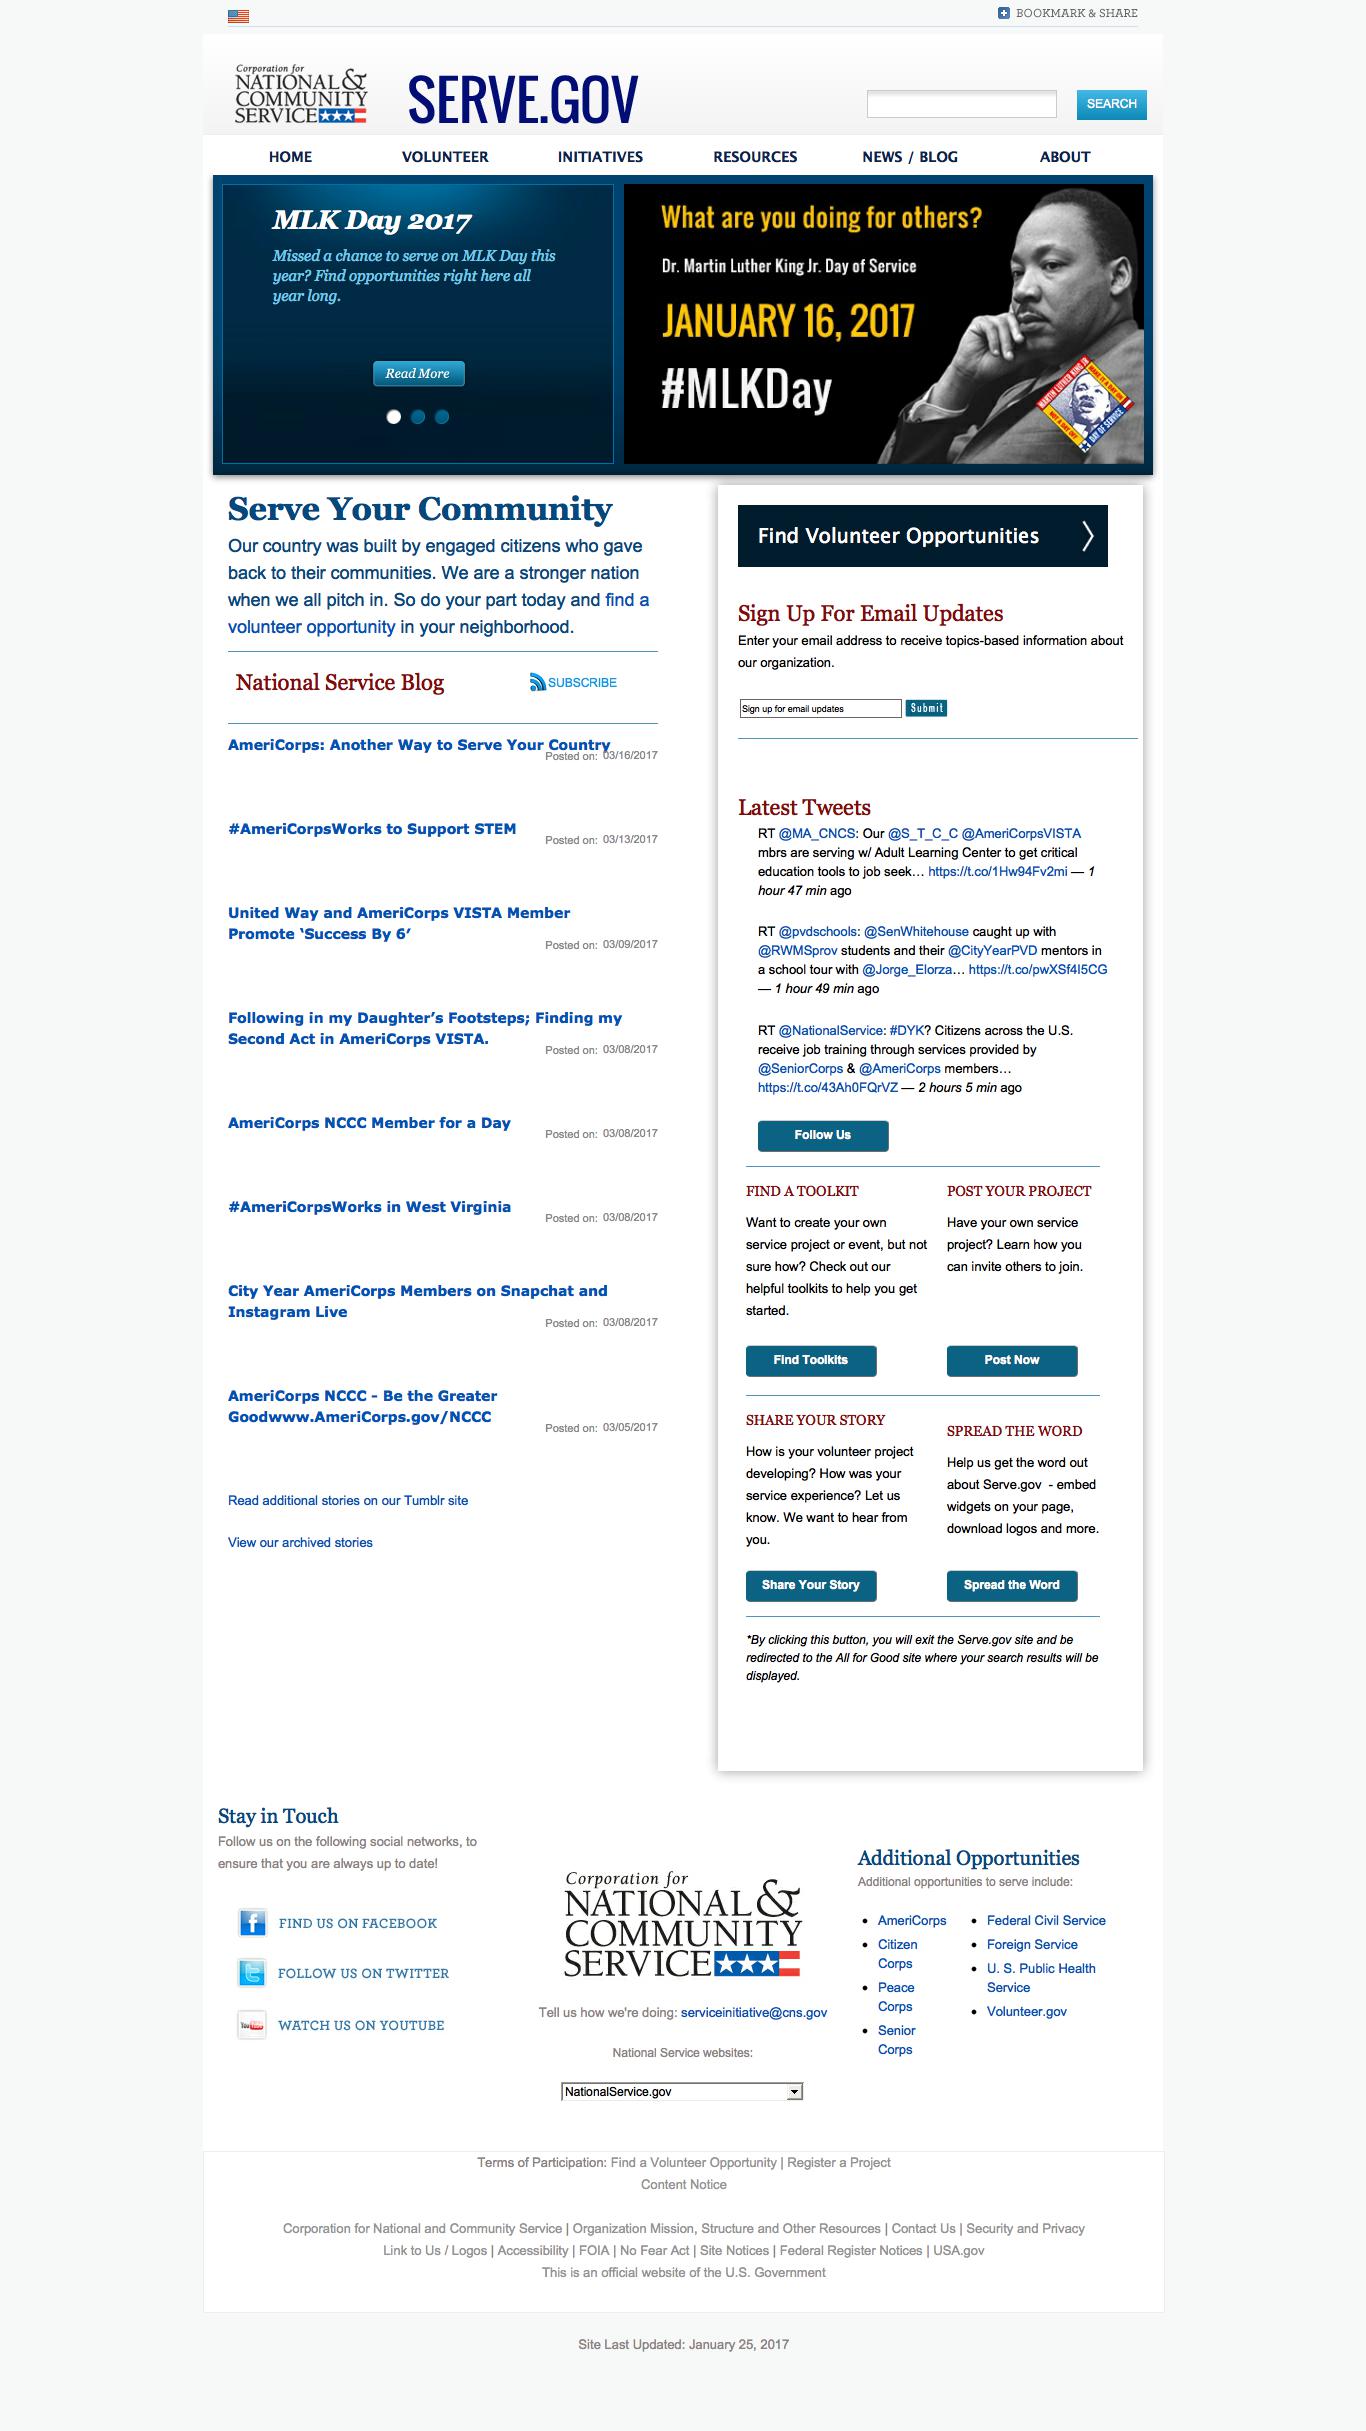 BOOKMARK & SHARE
Corporation for
NATIONAL &
COMMUNITY
SERVICE
SERVE.GOV
SEARCH
HOME VOLUNTEER INITIATIVES RESOURCES NEWS / BLOG ABOUT
MLK Day 2017
Missed a chance to serve on MLK Day this
year? Find opportunities right here all
year long.
Read More
What are you doing for others?
Dr. Martin Luther King Jr. Day of Service
JANUARY 16, 2017
#MLKDay
MARTIN LUTHER KING JR
MAKE IT A DAY ON
NOT A DAY OFF
DAY OF SERVICE
Serve Your Community
Our country was built by engaged citizens who gave
back to their communities. We are a stronger nation
when we all pitch in. So do your part today and find a
volunteer opportunity in your neighborhood.
National Service Blog
SUBSCRIBE
AmeriCorps: Another Way to Serve Your Country
Posted on: 03/16/2017
#AmeriCorpsWorks to Support STEM
Posted on: 03/13/2017
United Way and AmeriCorps VISTA Member
Promote ‘Success By 6’
Posted on: 03/09/2017
Following in my Daughter’s Footsteps; Finding my
Second Act in AmeriCorps VISTA.
Posted on: 03/08/2017
AmeriCorps NCCC Member for a Day
Posted on: 03/08/2017
#AmeriCorpsWorks in West Virginia
Posted on: 03/08/2017
City Year AmeriCorps Members on Snapchat and
Instagram Live
Posted on: 03/08/2017
AmeriCorps NCCC - Be the Greater
Goodwww.AmeriCorps.gov/NCCC
Posted on: 03/05/2017
Read additional stories on our Tumblr site
View our archived stories
Find Volunteer Opportunities
Sign Up For Email Updates
Enter your email address to receive topics-based information about
our organization.
Sign up for email updates
Submit
Latest Tweets
RT @MA_CNCS: Our @S_T_C_C @AmeriCorpsVISTA
mbrs are serving w/ Adult Learning Center to get critical
education tools to job seek… https://t.co/1Hw94Fv2mi — 1
hour 47 min ago
RT @pvdschools: @SenWhitehouse caught up with
@RWMSprov students and their @CityYearPVD mentors in
a school tour with @Jorge_Elorza… https://t.co/pwXSf4I5CG
— 1 hour 49 min ago
RT @NationalService: #DYK? Citizens across the U.S.
receive job training through services provided by
@SeniorCorps & @AmeriCorps members…
https://t.co/43Ah0FQrVZ — 2 hours 5 min ago
Follow Us
FIND A TOOLKIT
Want to create your own
service project or event, but not
sure how? Check out our
helpful toolkits to help you get
started.
Find Toolkits
POST YOUR PROJECT
Have your own service
project? Learn how you
can invite others to join.
Post Now
SHARE YOUR STORY
How is your volunteer project
developing? How was your
service experience? Let us
know. We want to hear from
you.
Share Your Story
SPREAD THE WORD
Help us get the word out
about Serve.gov - embed
widgets on your page,
download logos and more.
Spread the Word
*By clicking this button, you will exit the Serve.gov site and be
redirected to the All for Good site where your search results will be
displayed.
Stay in Touch
Follow us on the following social networks, to
ensure that you are always up to date!
FIND US ON FACEBOOK
FOLLOW US ON TWITTER
You Tube
WATCH US ON YOUTUBE
Corporation for
NATIONAL &
COMMUNITY
SERVICE
Tell us how we're doing: serviceinitiative@cns.gov
National Service websites:
NationalService.gov
Additional Opportunities
Additional opportunities to serve include:
AmeriCorps
Citizen
Corps
Peace
Corps
Senior
Corps
Federal Civil Service
Foreign Service
U. S. Public Health
Service
Volunteer.gov
Terms of Participation: Find a Volunteer Opportunity | Register a Project
Content Notice
Corporation for National and Community Service | Organization Mission, Structure and Other Resources | Contact Us | Security and Privacy
Link to Us / Logos | Accessibility | FOIA | No Fear Act | Site Notices | Federal Register Notices | USA.gov
This is an official website of the U.S. Government
Site Last Updated: January 25, 2017